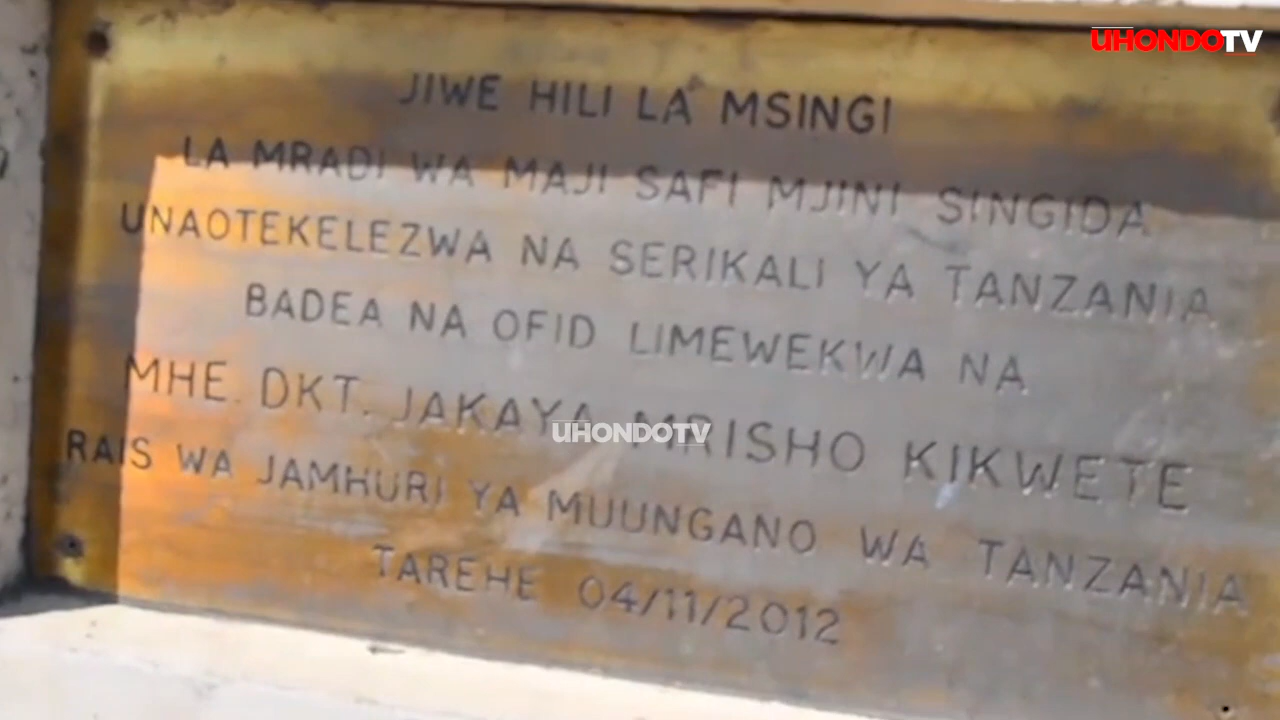 UHONDOTV
JIWE HILI LA MSINGI
LA MRADI WA MAJI SAFI MJINI SINGIDA
UNAOTEKELEZWA NA SERIKALI YA TANZANIA
BADEA NA OFID LIMEWEKWA NA
MHE. DKT. JAKAYA MRISHO KIKWETE
UHONDOTV
RAIS WA JAMHURI YA MUUNGANO WA TANZANIA
TAREHE 04/11/2012